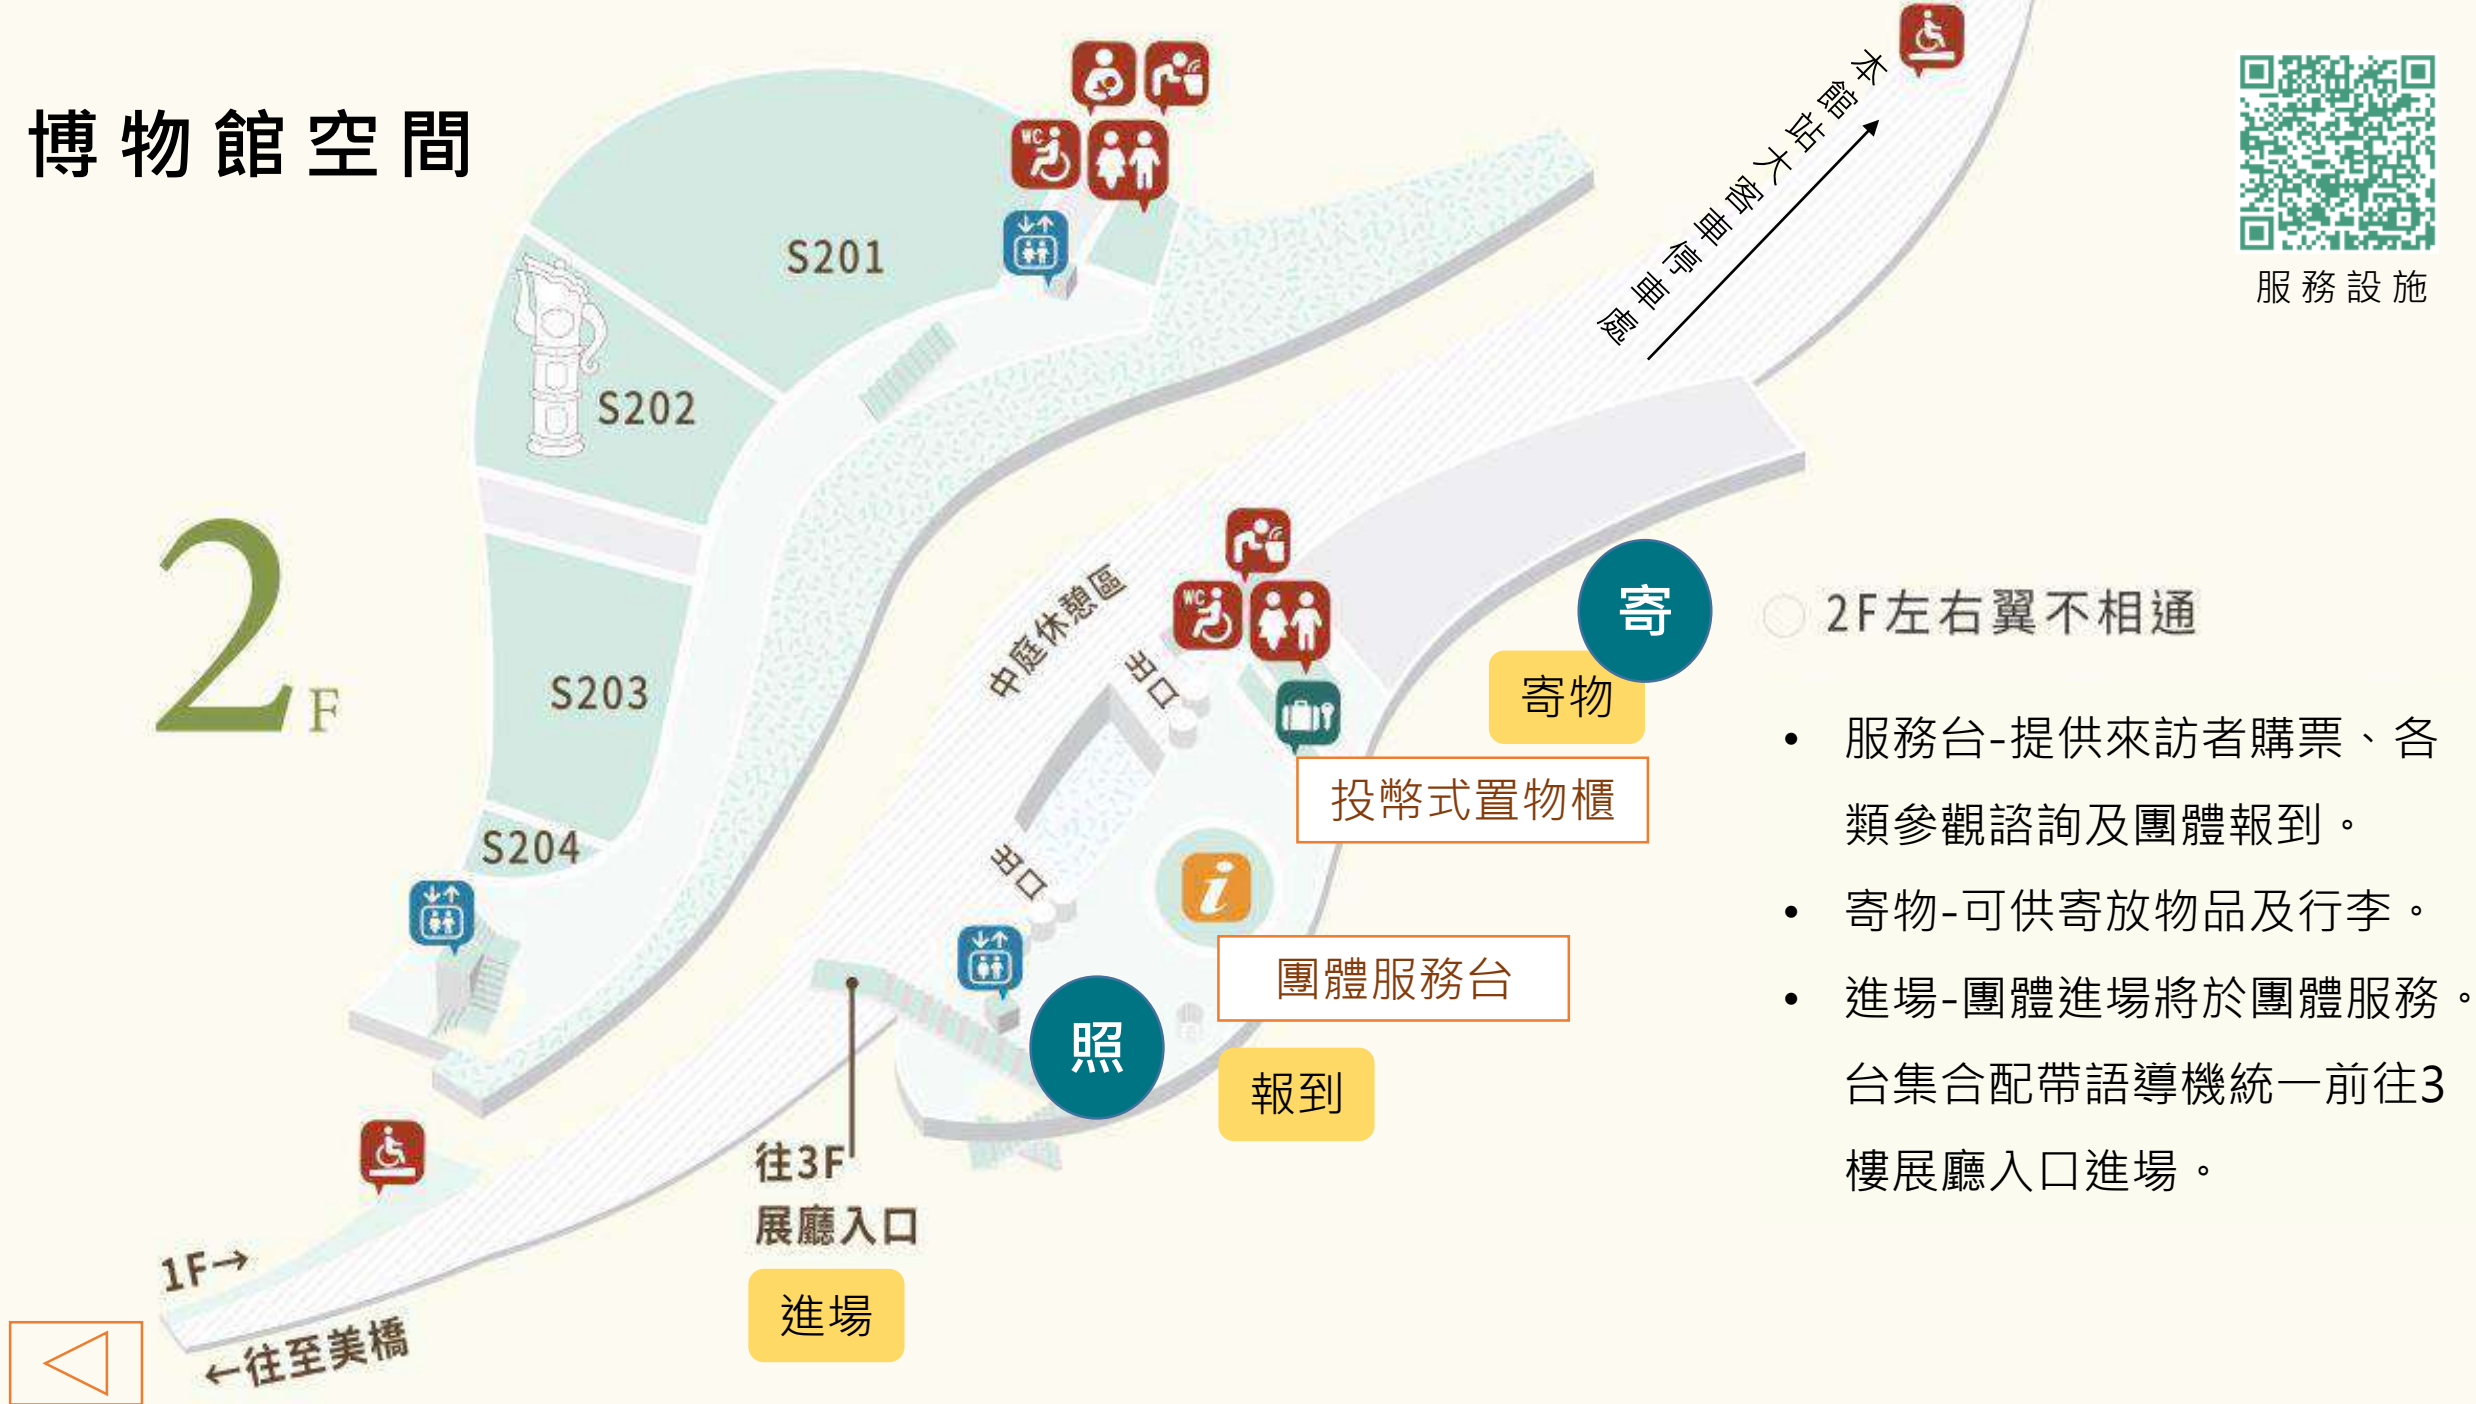 博物館空間
本館站大客車停車處
服務設施
WC
S201
S202
2F
S203
S204
中庭休憩區
出口
WC
寄
寄物
投幣式置物櫃
出口
i
團體服務台
照
報到
往3F
展廳入口
進場
1F→
←往至美橋
2F左右翼不相通
• 服務台-提供來訪者購票、各
類參觀諮詢及團體報到。
• 寄物-可供寄放物品及行李。
• 進場-團體進場將於團體服務。
台集合配帶語導機統一前往3
樓展廳入口進場。